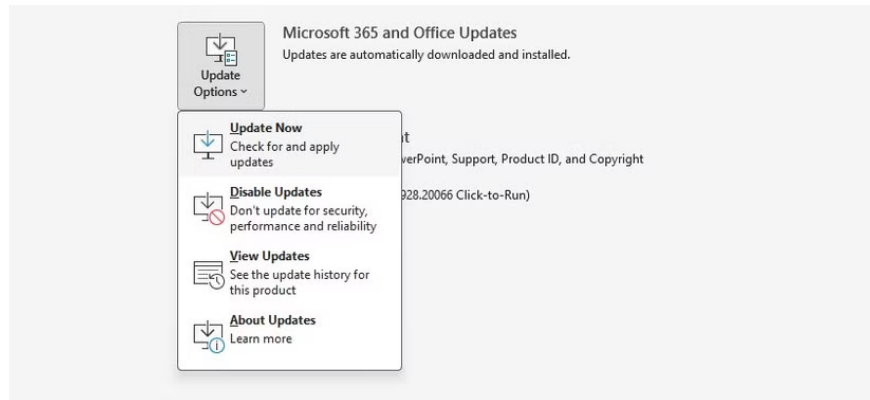 Microsoft 365 and Office Updates
Updates are automatically downloaded and installed.
Update
Options
Update Now
Check for and apply
updates
Disable Updates
Don't update for security,
performance and reliability
View Updates
See the update history for
this product
About Updates
Learn more
Support, Product ID, and Copyright
928.20066 Click-to-Run)